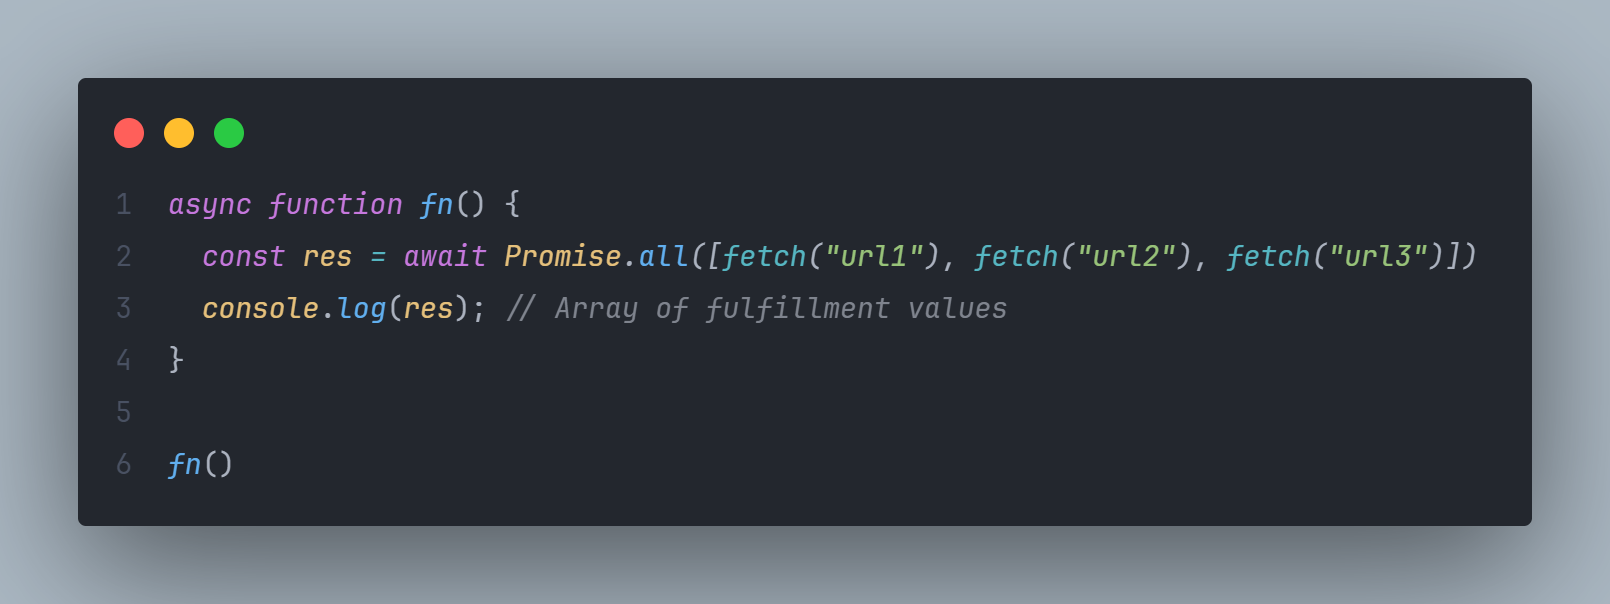 1 async function fn() {
2   const res = await Promise.all([fetch("url1"), fetch("url2"), fetch("url3")])
3   console.log(res); // Array of fulfillment values
4 }
5
6 fn()